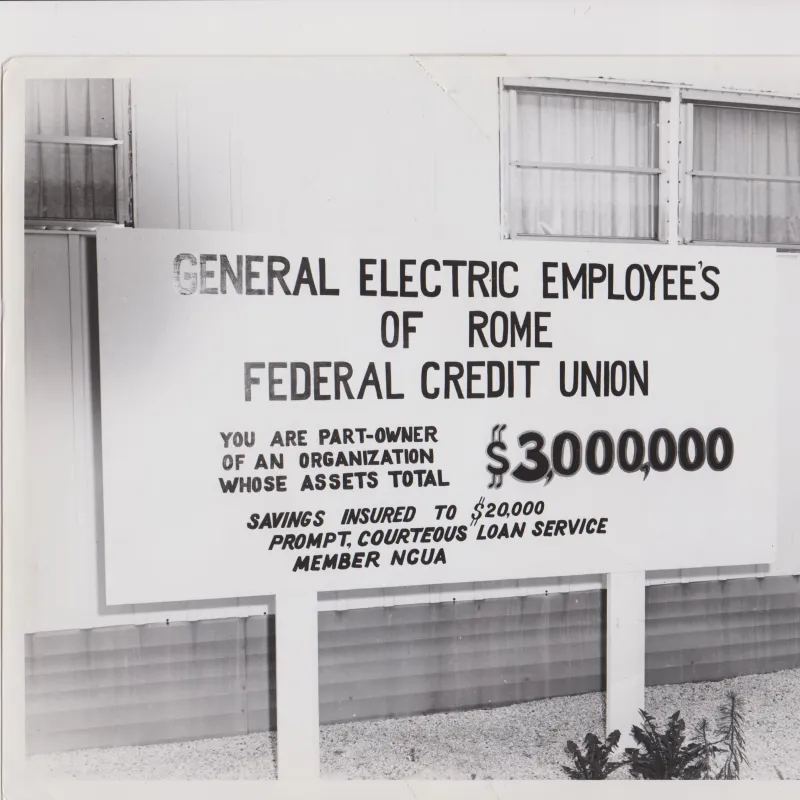 GENERAL ELECTRIC EMPLOYEE'S
OF ROME
FEDERAL CREDIT UNION
YOU ARE PART-OWNER
OF AN ORGANIZATION
WHOSE ASSETS TOTAL
$3,000,000
SAVINGS INSURED TO $20,000
PROMPT, COURTEOUS LOAN SERVICE
MEMBER NCUA